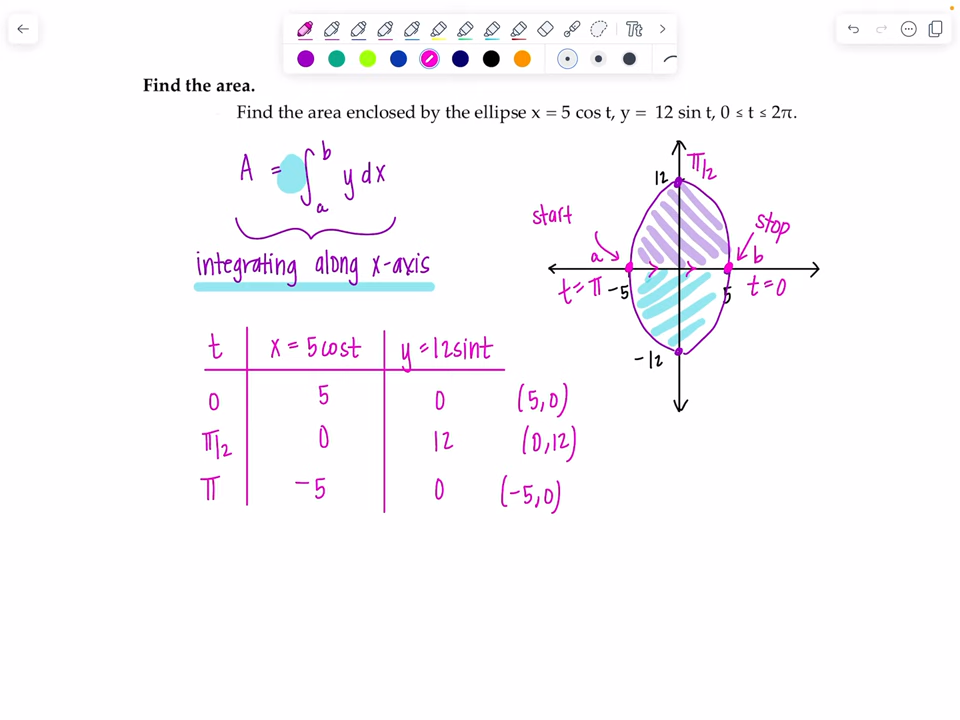 Tt
Find the area.
Find the area enclosed by the ellipse x = 5 cos t, y = 12 sin t, 0 ≤ t ≤ 2π.
A = ∫ₐᵇ y dx
integrating along x-axis
12
π/2
start
stop
a
b
t = π
-5
5
t = 0
-12
t x = 5cost y = 12sint
0 5 0 (5,0)
π/2 0 12 (0,12)
π -5 0 (-5,0)